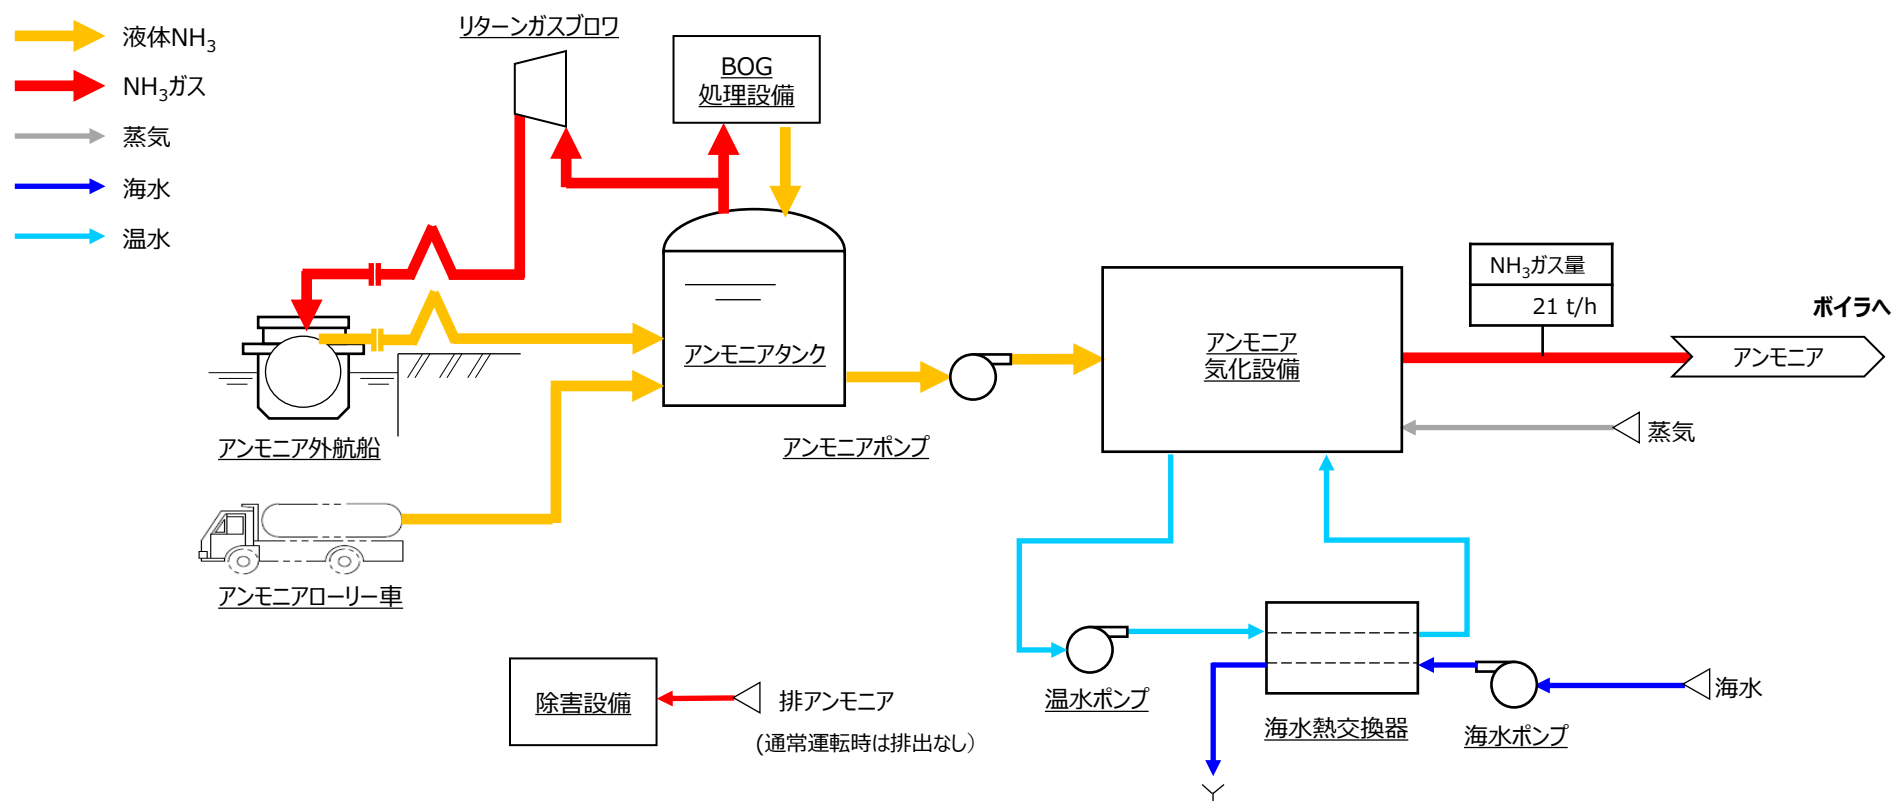 液体NH₃
NH₃ガス
蒸気
海水
温水
リターンガスブロワ
BOG
処理設備
アンモニアタンク
アンモニア外航船
アンモニアローリー車
アンモニアポンプ
アンモニア
気化設備
NH₃ガス量
21 t/h
ボイラへ
アンモニア
蒸気
除害設備
排アンモニア
(通常運転時は排出なし)
温水ポンプ
海水熱交換器
海水ポンプ
海水